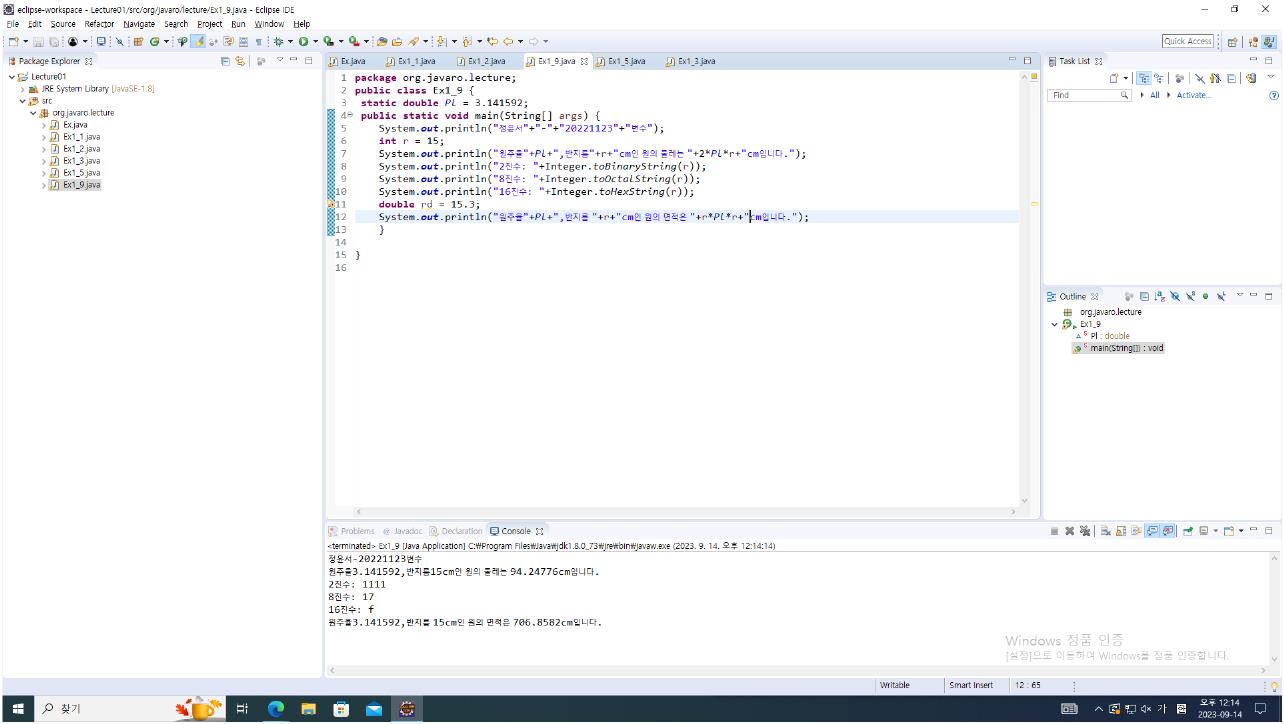 eclipse-workspace - Lecture01/src/org/javaro/lecture/Ex1_9.java - Eclipse IDE
File Edit Source Refactor Navigate Search Project Run Window Help
Quick Access
Package Explorer
Lecture01
JRE System Library [JavaSE-1.8]
src
org.javaro.lecture
Ex.java
Ex1_1.java
Ex1_2.java
Ex1_3.java
Ex1_5.java
Ex1_9.java
Ex.java Ex1_1.java Ex1_2.java Ex1_9.java Ex1_5.java Ex1_3.java
1 package org.javaro.lecture;
2 public class Ex1_9 {
3 static double Pl = 3.141592;
4 public static void main(String[] args) {
5 System.out.println("정윤서"+"-"+"20221123"+"변수");
6 int r = 15;
7 System.out.println("원주율"+Pl+",반지름"+r+"cm인 원의 둘레는 "+2*Pl*r+"cm입니다.");
8 System.out.println("2진수: "+Integer.toBinaryString(r));
9 System.out.println("8진수: "+Integer.toOctalString(r));
10 System.out.println("16진수: "+Integer.toHexString(r));
11 double rd = 15.3;
12 System.out.println("원주율"+Pl+",반지름 "+r+"cm인 원의 면적은 "+r*Pl*r+"cm입니다.");
13 }
14
15 }
16
Task List
Find All Activate...
Outline
org.javaro.lecture
Ex1_9
Pl : double
main(String[]) : void
Problems Javadoc Declaration Console
<terminated> Ex1_9 [Java Application] C:₩Program Files₩Java₩jdk1.8.0_73₩jre₩bin₩javaw.exe (2023. 9. 14. 오후 12:14:14)
정윤서-20221123변수
원주율3.141592,반지름15cm인 원의 둘레는 94.24776cm입니다.
2진수: 1111
8진수: 17
16진수: f
원주율3.141592,반지름 15cm인 원의 면적은 706.8582cm입니다.
Windows 정품 인증
[설정]으로 이동하여 Windows를 정품 인증합니다.
Writable Smart Insert 12 : 65
찾기
가
오후 12:14
2023-09-14